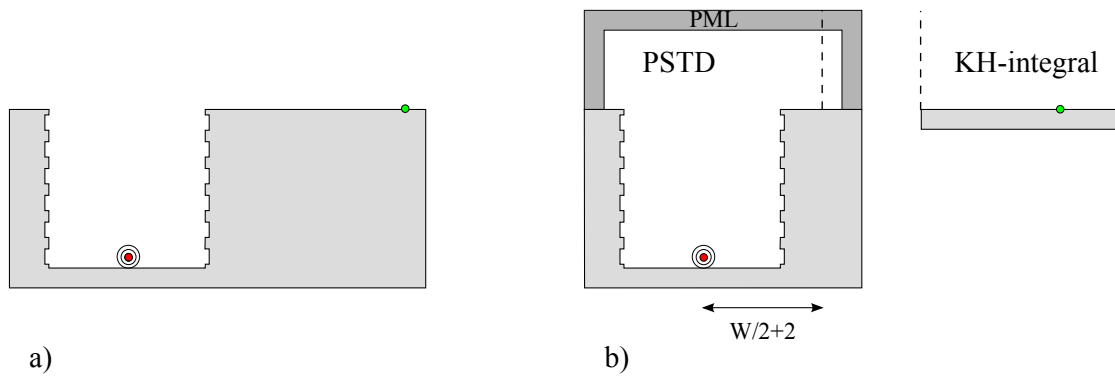 PML
PSTD
KH-integral
W/2+2
a)
b)